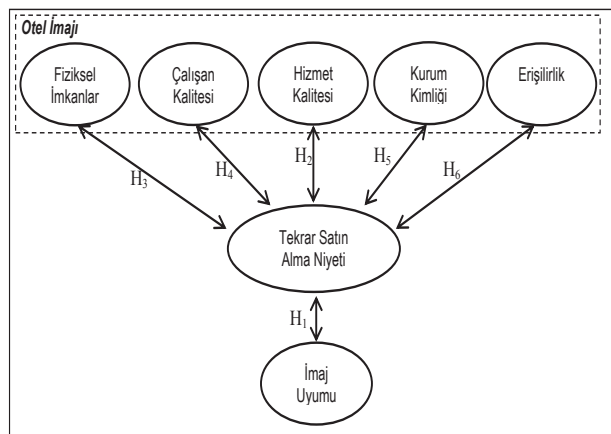 Otel İmajı
Fiziksel
İmkanlar
Çalışan
Kalitesi
Hizmet
Kalitesi
Kurum
Kimliği
Erişilirlik
H3
H4
H2
H5
H6
Tekrar Satın
Alma Niyeti
H1
İmaj
Uyumu